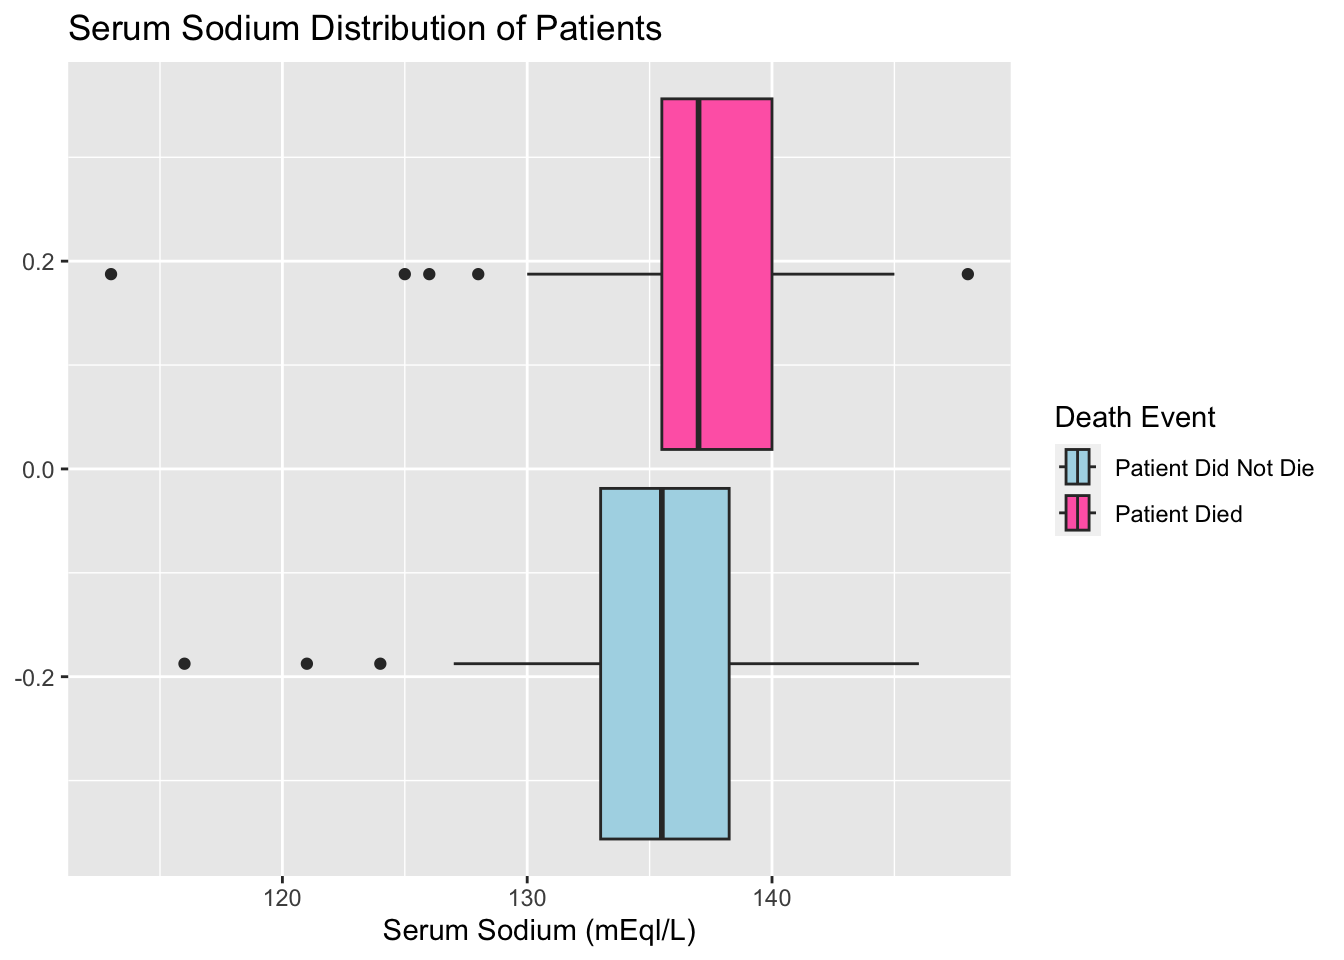 Serum Sodium Distribution of Patients
0.2
0.0
-0.2
120 130 140
Serum Sodium (mEql/L)
Death Event
Patient Did Not Die
Patient Died